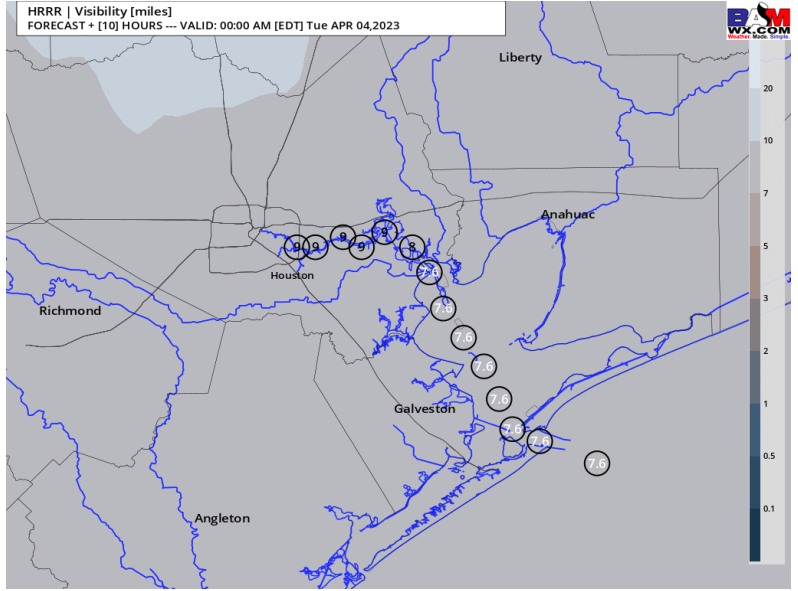 HRRR | Visibility [miles]
FORECAST + [10] HOURS --- VALID: 00:00 AM [EDT] Tue APR 04,2023
BAM
WX.COM
Weather. Made. Simple.
Liberty
20
10
7
Anahuac
9 9 9 9 9 8
5
7.6
Houston
3
Richmond
7.6
7.6
2
7.6
7.6
1
Galveston
7.6
7.6
0.5
7.6
0.1
Angleton